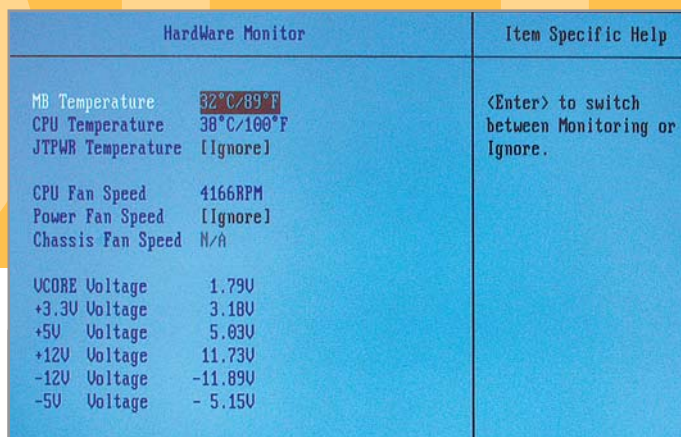 HardWare Monitor
Item Specific Help
MB Temperature 32°C/89°F
CPU Temperature 38°C/100°F
JTPWR Temperature [Ignore]
CPU Fan Speed 4166RPM
Power Fan Speed [Ignore]
Chassis Fan Speed N/A
VCORE Voltage 1.79V
+3.3V Voltage 3.18V
+5V Voltage 5.03V
+12V Voltage 11.73V
-12V Voltage -11.89V
-5V Voltage - 5.15V
<Enter> to switch
between Monitoring or
Ignore.